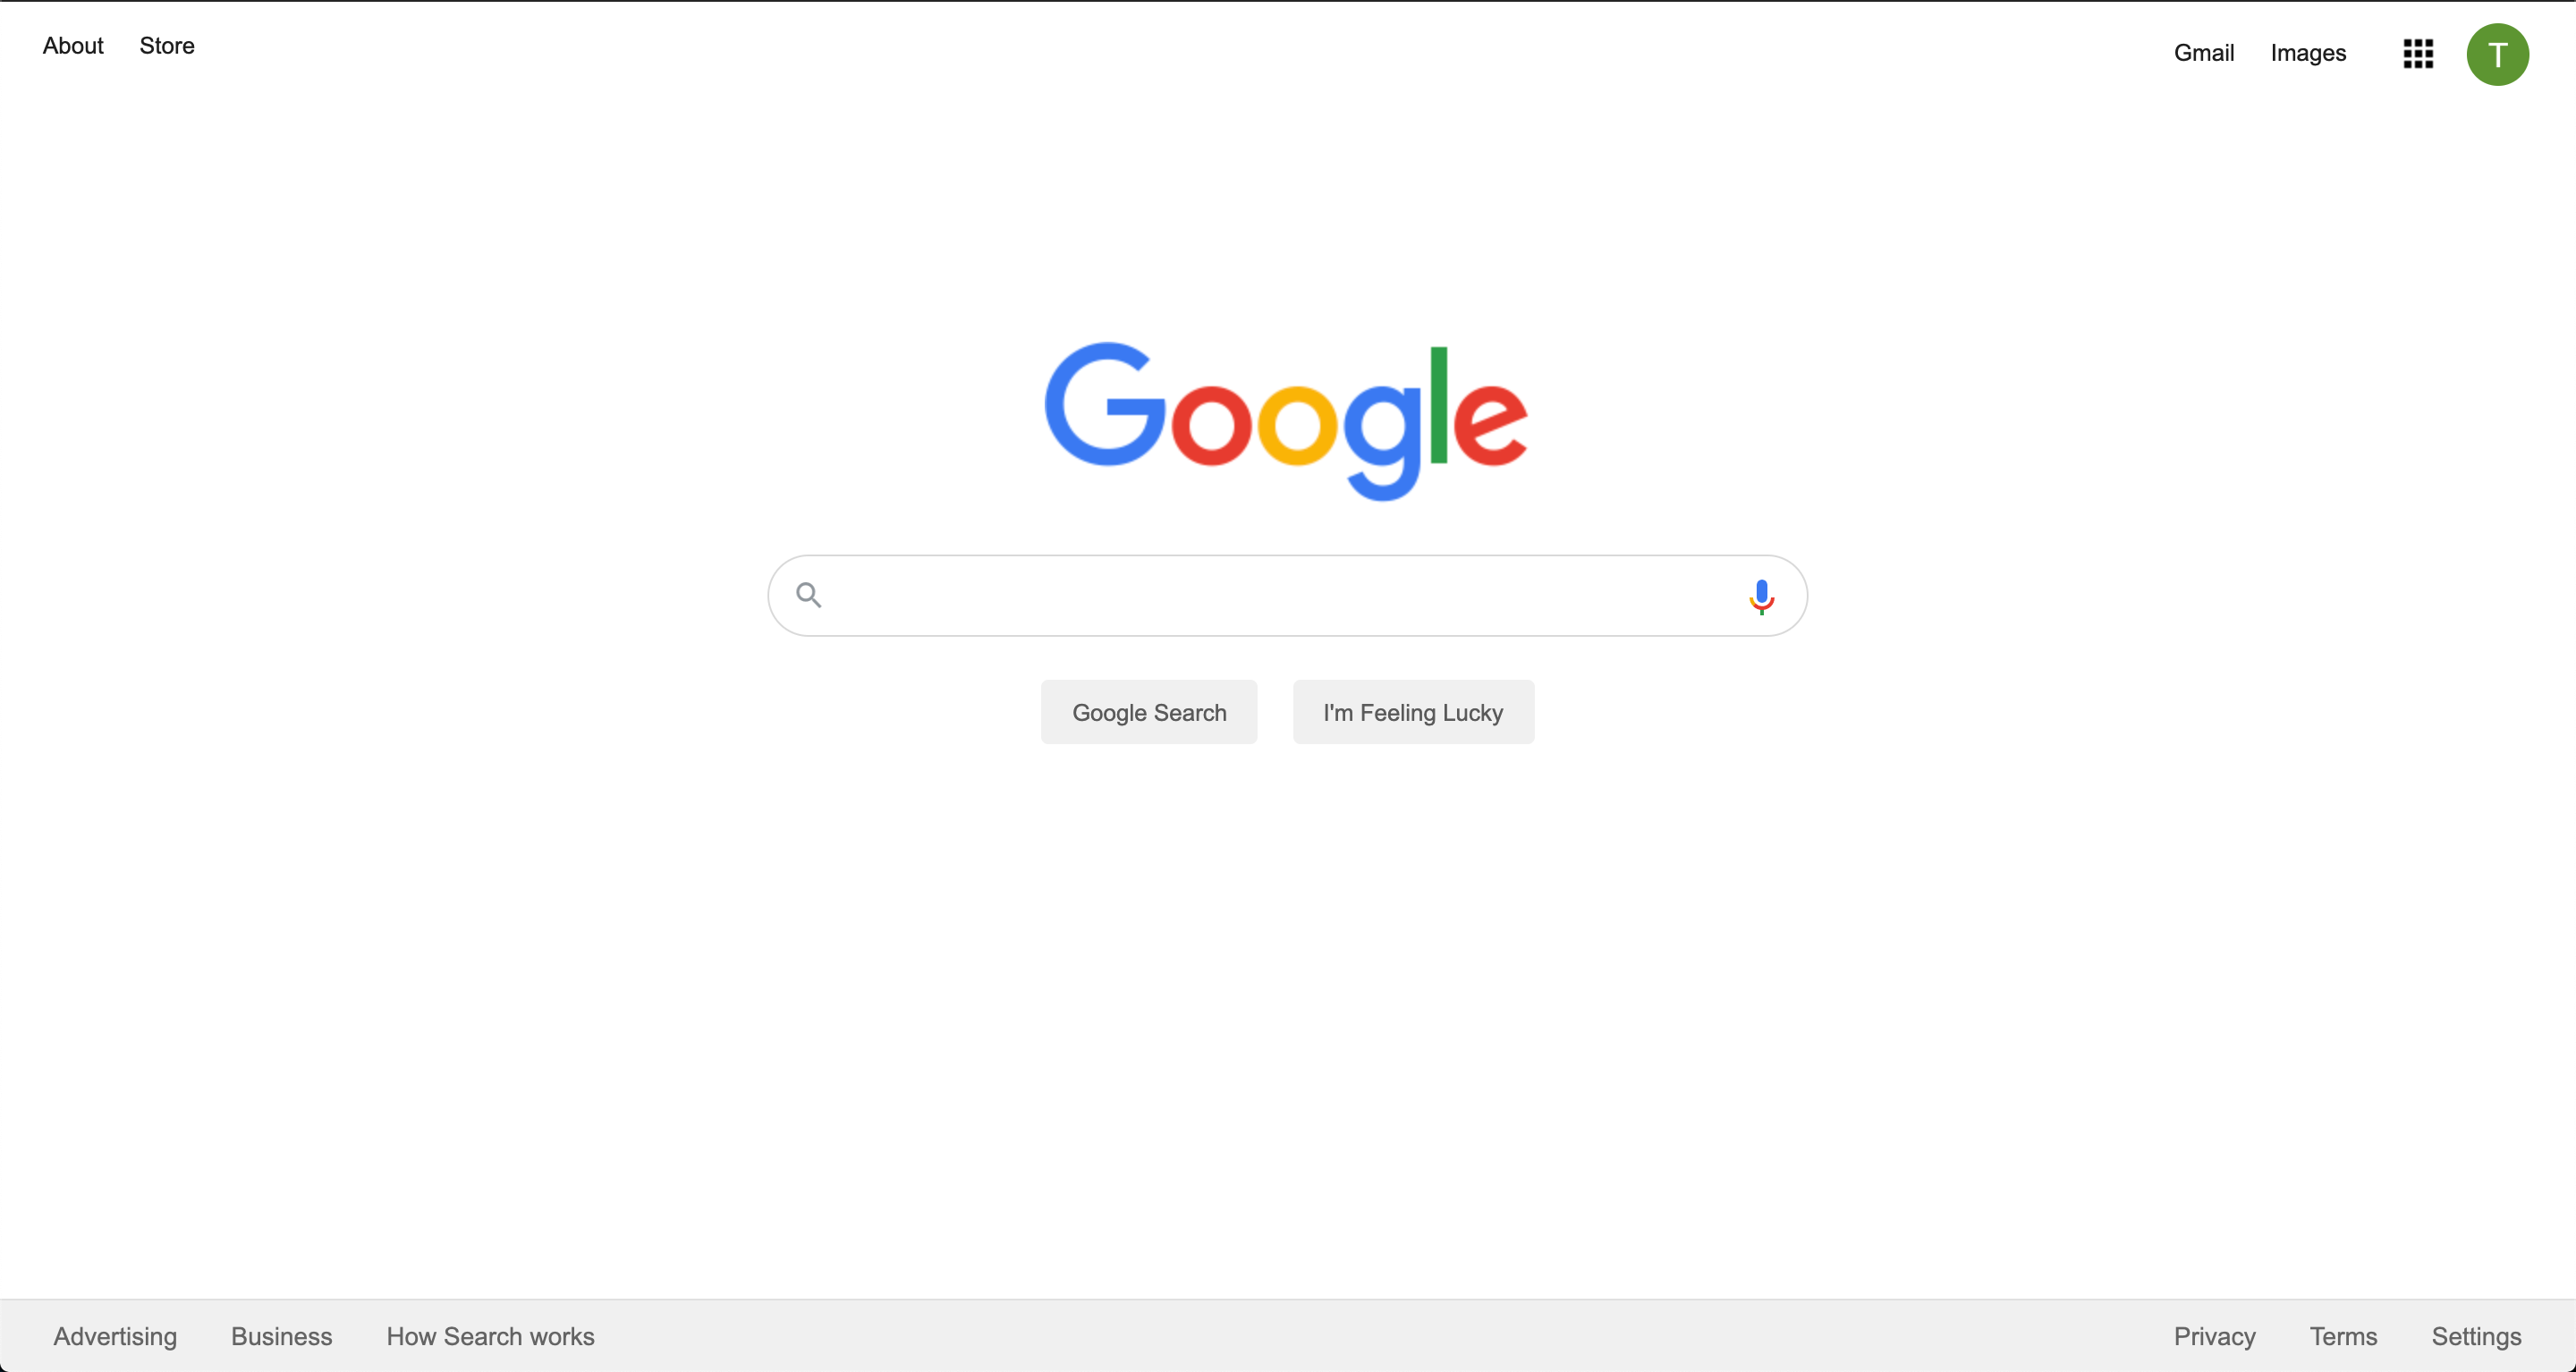 About Store Gmail Images T
Google
Google Search I'm Feeling Lucky
Advertising Business How Search works Privacy Terms Settings